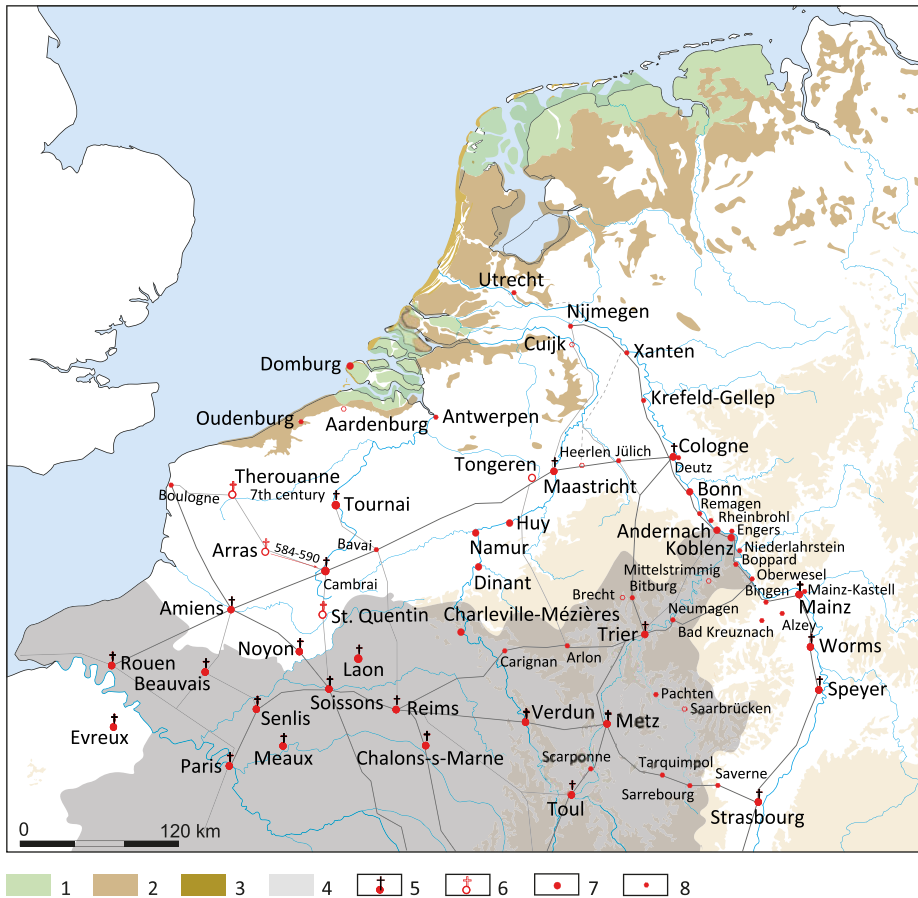 Utrecht
Nijmegen
Cuijk
Xanten
Domburg
Krefeld-Gellep
Oudenburg
Aardenburg
Antwerpen
Cologne
Heerlen Jülich
Deutz
Tongeren
Maastricht
Therouanne
7th century
Boulogne
Tournai
Bonn
Remagen
Rheinbrohl
Huy
Andernach
Engers
Arras
584-590
Bavai
Namur
Koblenz
Niederlahrstein
Boppard
Mittelstrimmig
Dinant
Cambrai
Bitburg
Oberwesel
Brecht
Bingen
Mainz-Kastell
Mainz
Amiens
St. Quentin
Charleville-Mézières
Neumagen
Alzey
Trier
Bad Kreuznach
Noyon
Worms
Rouen
Laon
Carignan
Arlon
Beauvais
Speyer
Pachten
Soissons
Saarbrücken
Senlis
Reims
Verdun
Metz
Evreux
Meaux
Chalons-s-Marne
Paris
Scarponne
Tarquimpol
Saverne
Toul
Sarrebourg
Strasbourg
0
120 km
1
2
3
4
5
6
7
8